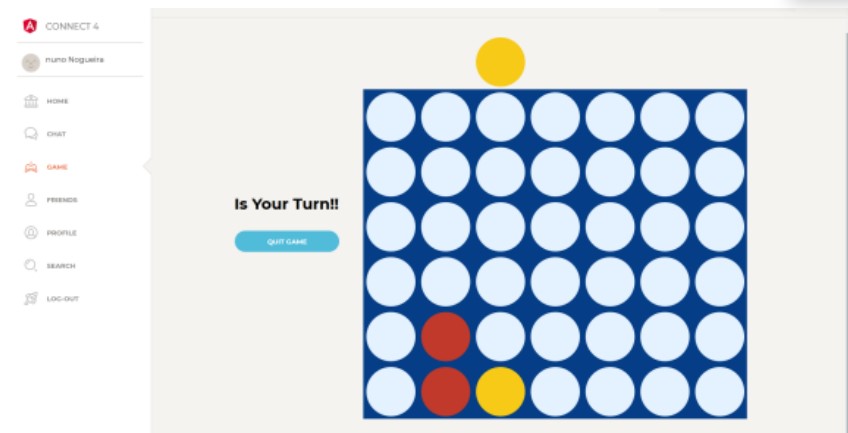 CONNECT 4
nuno Nogueira
HOME
CHAT
GAME
FRIENDS
PROFILE
SEARCH
LOG-OUT
Is Your Turn!!
QUIT GAME